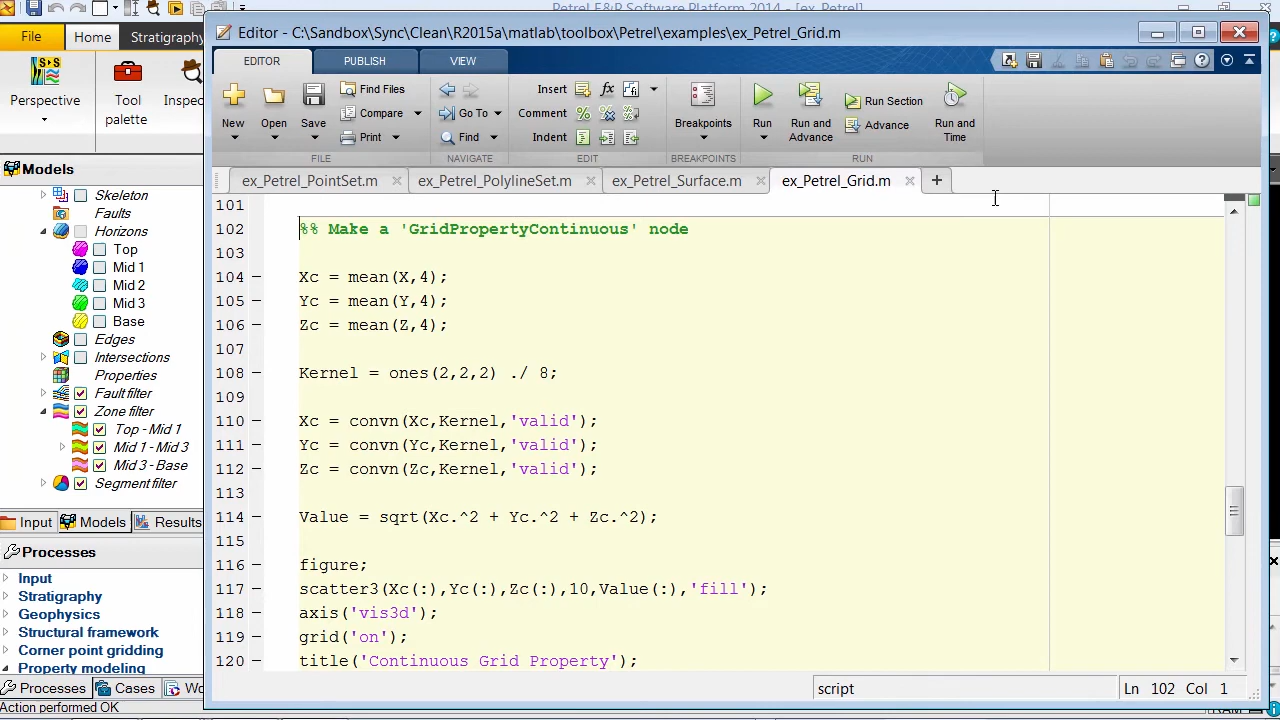 Petrel E&P Software Platform 2014 - [ex_Petrel]
File
Home
Stratigraphy
Perspective
Tool
palette
Inspec
Models
Skeleton
Faults
Horizons
Top
Mid 1
Mid 2
Mid 3
Base
Edges
Intersections
Properties
Fault filter
Zone filter
Top - Mid 1
Mid 1 - Mid 3
Mid 3 - Base
Segment filter
Input
Models
Results
Processes
Input
Stratigraphy
Geophysics
Structural framework
Corner point gridding
Property modeling
Processes
Cases
Wo
Action performed OK
Editor - C:\Sandbox\Sync\Clean\R2015a\matlab\toolbox\Petrel\examples\ex_Petrel_Grid.m
EDITOR
PUBLISH
VIEW
New
Open
Save
Find Files
Compare
Print
FILE
Go To
Find
NAVIGATE
Insert
fx
Comment
Indent
EDIT
Breakpoints
BREAKPOINTS
Run
Run and
Advance
Run Section
Advance
Run and
Time
RUN
ex_Petrel_PointSet.m
ex_Petrel_PolylineSet.m
ex_Petrel_Surface.m
ex_Petrel_Grid.m
101
102 %% Make a 'GridPropertyContinuous' node
103
104 – Xc = mean(X,4);
105 – Yc = mean(Y,4);
106 – Zc = mean(Z,4);
107
108 – Kernel = ones(2,2,2) ./ 8;
109
110 – Xc = convn(Xc,Kernel,'valid');
111 – Yc = convn(Yc,Kernel,'valid');
112 – Zc = convn(Zc,Kernel,'valid');
113
114 – Value = sqrt(Xc.^2 + Yc.^2 + Zc.^2);
115
116 – figure;
117 – scatter3(Xc(:),Yc(:),Zc(:),10,Value(:),'fill');
118 – axis('vis3d');
119 – grid('on');
120 – title('Continuous Grid Property');
script
Ln 102 Col 1